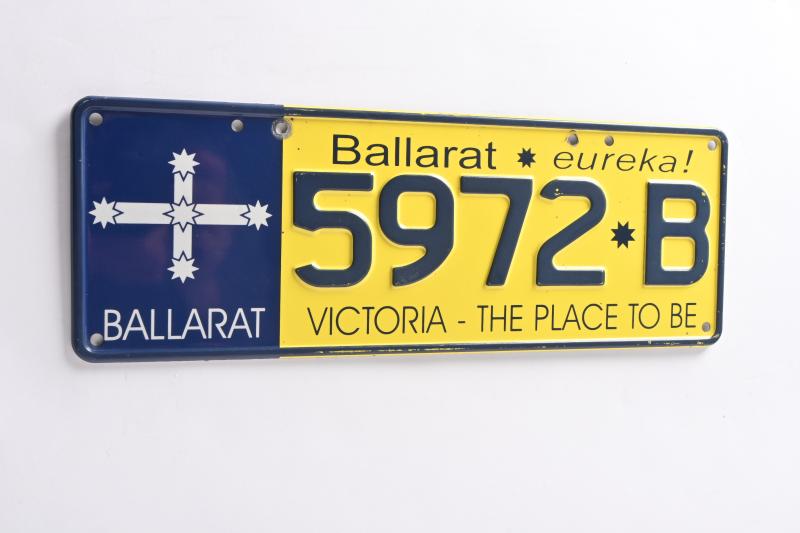 Ballarat * eureka!
5972*B
BALLARAT
VICTORIA - THE PLACE TO BE